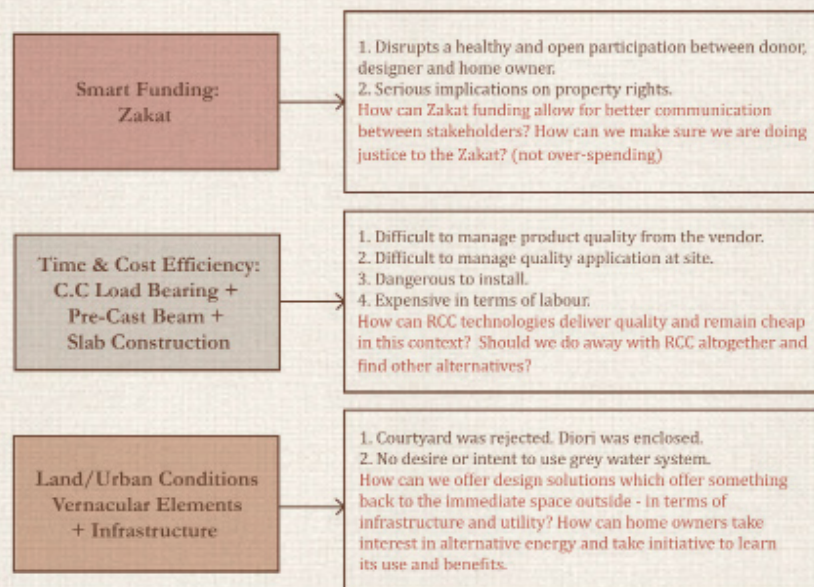 Smart Funding:
Zakat
1. Disrupts a healthy and open participation between donor,
designer and home owner.
2. Serious implications on property rights.
How can Zakat funding allow for better communication
between stakeholders? How can we make sure we are doing
justice to the Zakat? (not over-spending)
Time & Cost Efficiency:
C.C Load Bearing +
Pre-Cast Beam +
Slab Construction
1. Difficult to manage product quality from the vendor.
2. Difficult to manage quality application at site.
3. Dangerous to install.
4. Expensive in terms of labour.
How can RCC technologies deliver quality and remain cheap
in this context? Should we do away with RCC altogether and
find other alternatives?
Land/Urban Conditions
Vernacular Elements
+ Infrastructure
1. Courtyard was rejected. Diori was enclosed.
2. No desire or intent to use grey water system.
How can we offer design solutions which offer something
back to the immediate space outside - in terms of
infrastructure and utility? How can home owners take
interest in alternative energy and take initiative to learn
its use and benefits.